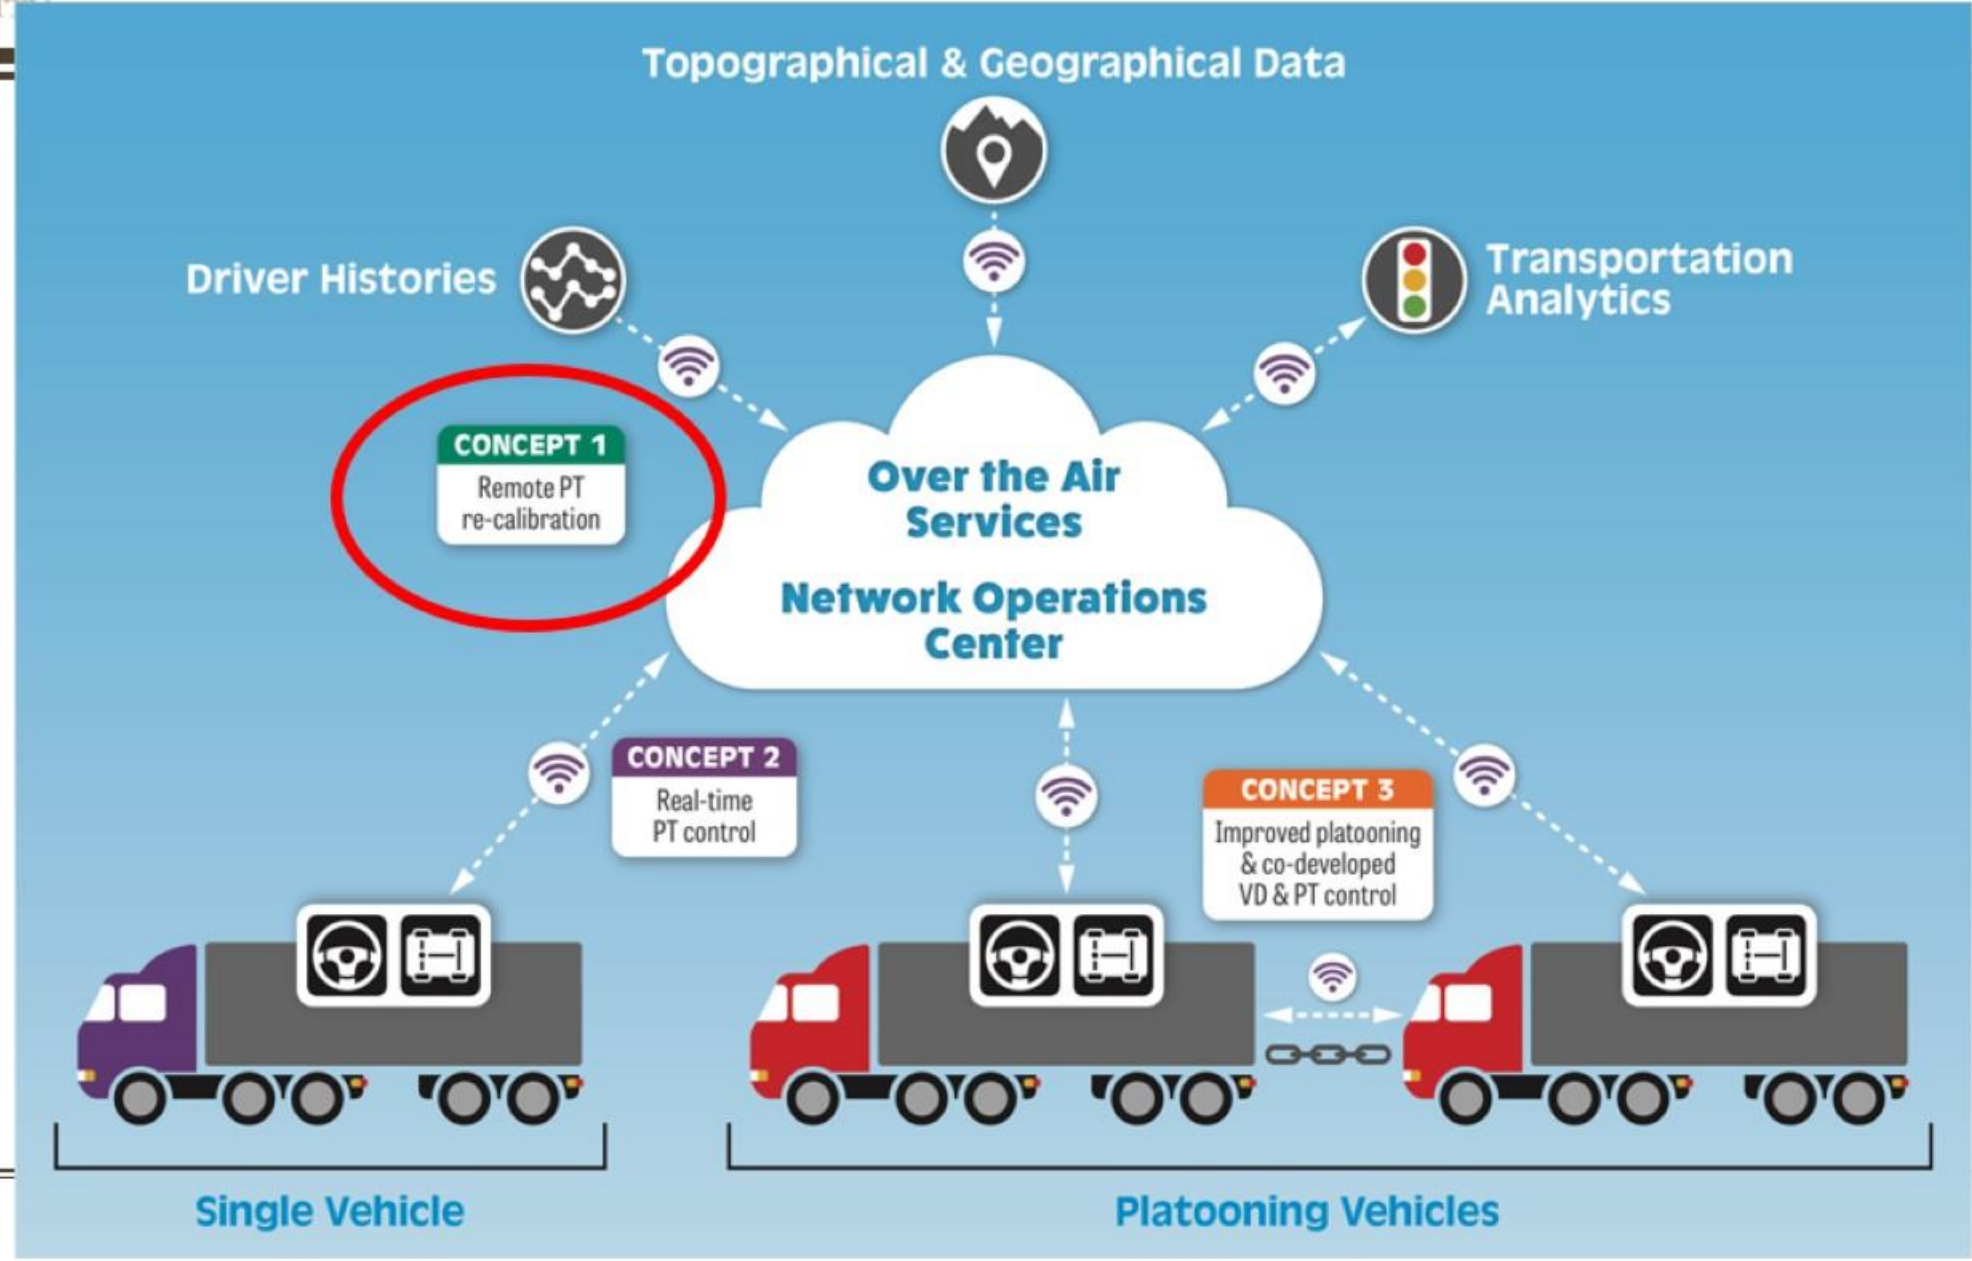 Topographical & Geographical Data
Driver Histories
Transportation
Analytics
CONCEPT 1
Remote PT
re-calibration
Over the Air
Services
Network Operations
Center
CONCEPT 2
Real-time
PT control
CONCEPT 3
Improved platooning
& co-developed
VD & PT control
Single Vehicle
Platooning Vehicles